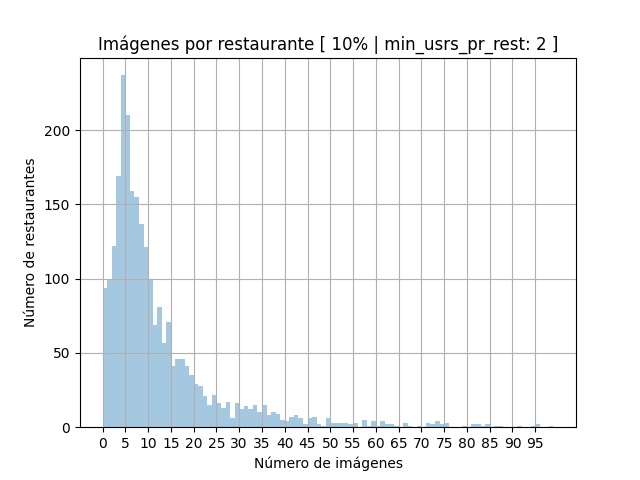 Imágenes por restaurante [ 10% | min_usrs_pr_rest: 2 ]
Número de restaurantes
200
150
100
50
0
0 5 10 15 20 25 30 35 40 45 50 55 60 65 70 75 80 85 90 95
Número de imágenes